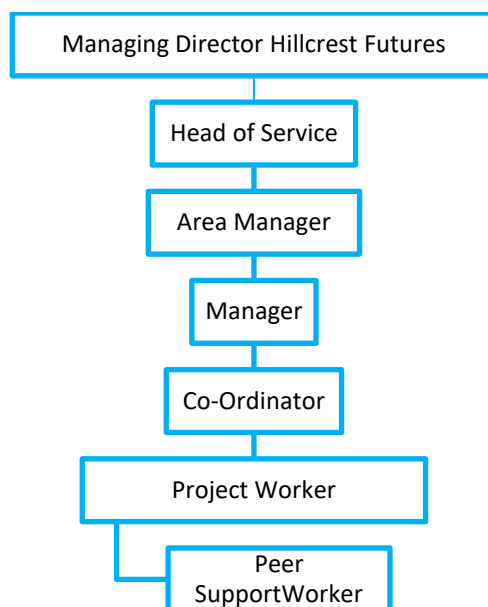 Managing Director Hillcrest Futures
Head of Service
Area Manager
Manager
Co-Ordinator
Project Worker
Peer
SupportWorker